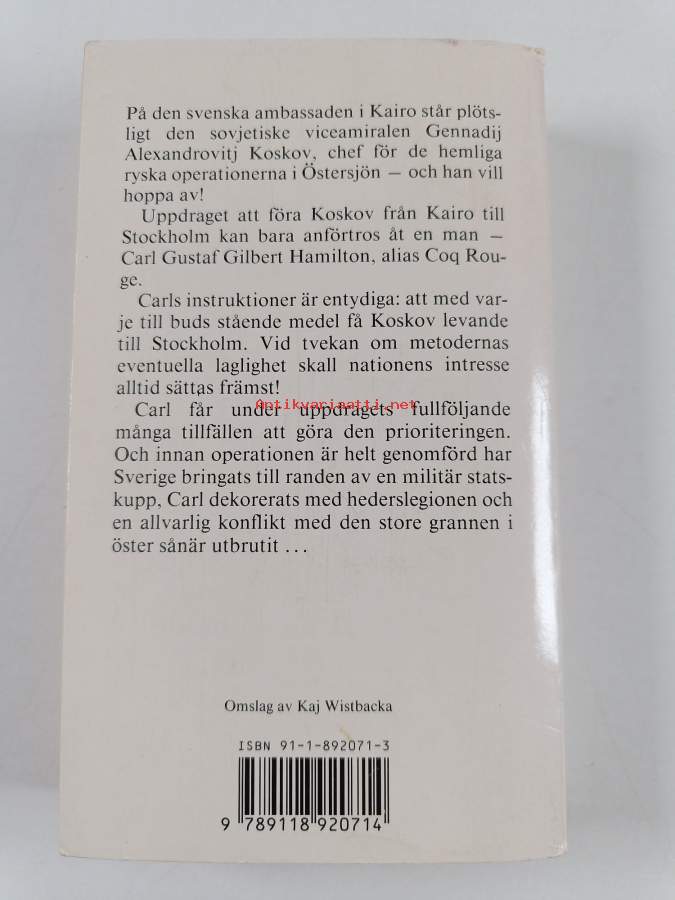 På den svenska ambassaden i Kairo står plöts-
ligt den sovjetiske viceamiralen Gennadij
Alexandrovitj Koskov, chef för de hemliga
ryska operationerna i Östersjön – och han vill
hoppa av!
Uppdraget att föra Koskov från Kairo till
Stockholm kan bara anförtros åt en man –
Carl Gustaf Gilbert Hamilton, alias Coq Rou-
ge.
Carls instruktioner är entydiga: att med var-
je till buds stående medel få Koskov levande
till Stockholm. Vid tvekan om metodernas
eventuella laglighet skall nationens intresse
alltid sättas främst!
Antikvariaatti.net
Carl får under uppdragets fullföljande
många tillfällen att göra den prioriteringen.
Och innan operationen är helt genomförd har
Sverige bringats till randen av en militär stats-
kupp, Carl dekorerats med hederslegionen och
en allvarlig konflikt med den store grannen i
öster sånär utbrutit ...
Omslag av Kaj Wistbacka
ISBN 91-1-892071-3
9 789118 920714